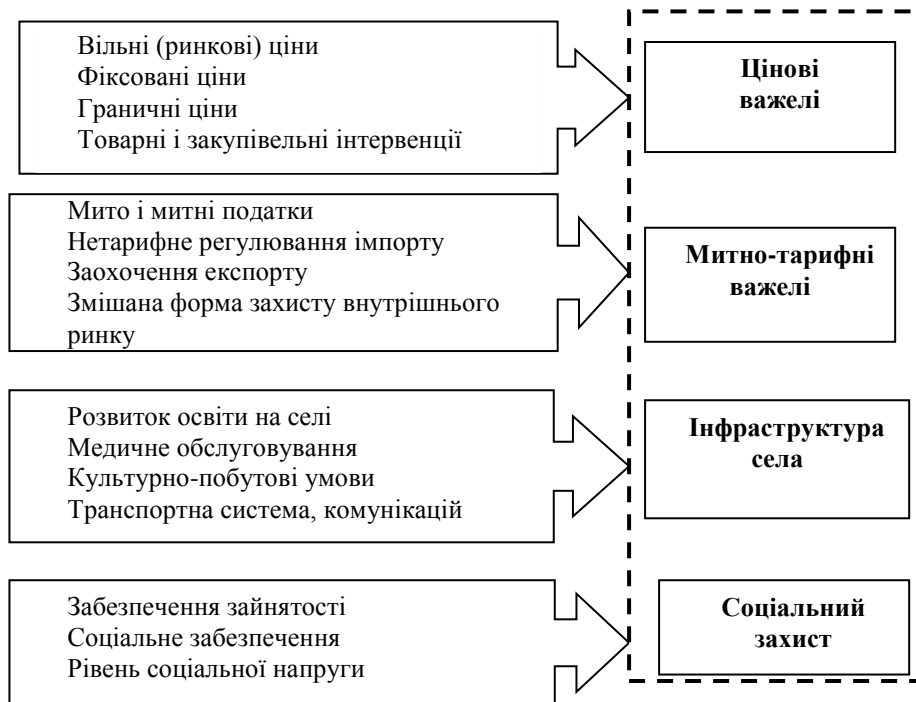 Вільні (ринкові) ціни
Фіксовані ціни
Граничні ціни
Товарні і закупівельні інтервенції
Цінові
важелі
Мито і митні податки
Нетарифне регулювання імпорту
Заохочення експорту
Змішана форма захисту внутрішнього
ринку
Митно-тарифні
важелі
Розвиток освіти на селі
Медичне обслуговування
Культурно-побутові умови
Транспортна система, комунікацій
Інфраструктура
села
Забезпечення зайнятості
Соціальне забезпечення
Рівень соціальної напруги
Соціальний
захист